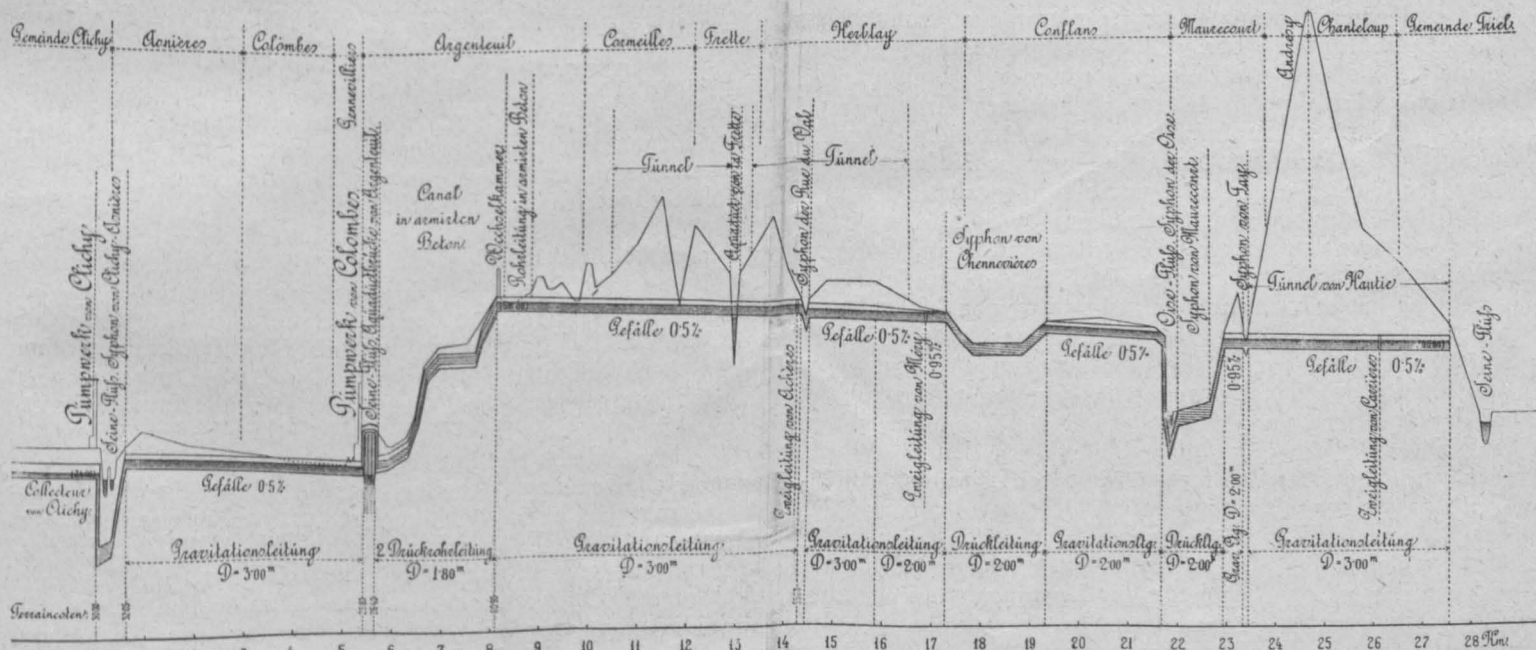 Gemeinde Clichy Asnières Colombes Gennevilliers Argenteuil Cormeilles Frette Herblay Conflans Maurecourt Andresy Chanteloup Gemeinde Triels
Pumpwerk von Clichy
Seine-Fluß, Syphon von Clichy-Asnières
Pumpwerk von Colombes
Seine-Fluß, Aquaductbrücke von Argenteuil
Canal
in armirten
Beton
Wechselkammer
Rohrleitung in armirten Beton
Tunnel
Aquaduct von la Frette
Tunnel
Syphon der Rue du Val
Syphon von
Chennevières
Oise-Fluß, Syphon der Oise
Syphon von Maurecourt
Syphon von Fay
Tunnel von Hautie
Seine-Fluß
Collecteur
von Clichy
Gefälle 0·5‰
Gefälle 0·5‰
Zweigleitung von Achères
Gefälle 0·5‰
Zweigleitung von Méry
0·95‰
Gefälle 0·5‰
0·95‰
Gefälle 0·5‰
Zweigleitung von Carrières
Gravitationsleitung
D = 3·00m
2 Druckrohrleitung
D = 1·80m
Gravitationsleitung
D = 3·00m
Gravitationsleitung
D = 3·00m D = 2·00m
Druckleitung
D = 2·00m
Gravitationsltg.
D = 2·00m
Druckltg.
D = 2·00m
Grav. ltg. D = 2·00m
Gravitationsleitung
D = 3·00m
Terraincoten
3 4 5 6 7 8 9 10 11 12 13 14 15 16 17 18 19 20 21 22 23 24 25 26 27 28 Km.